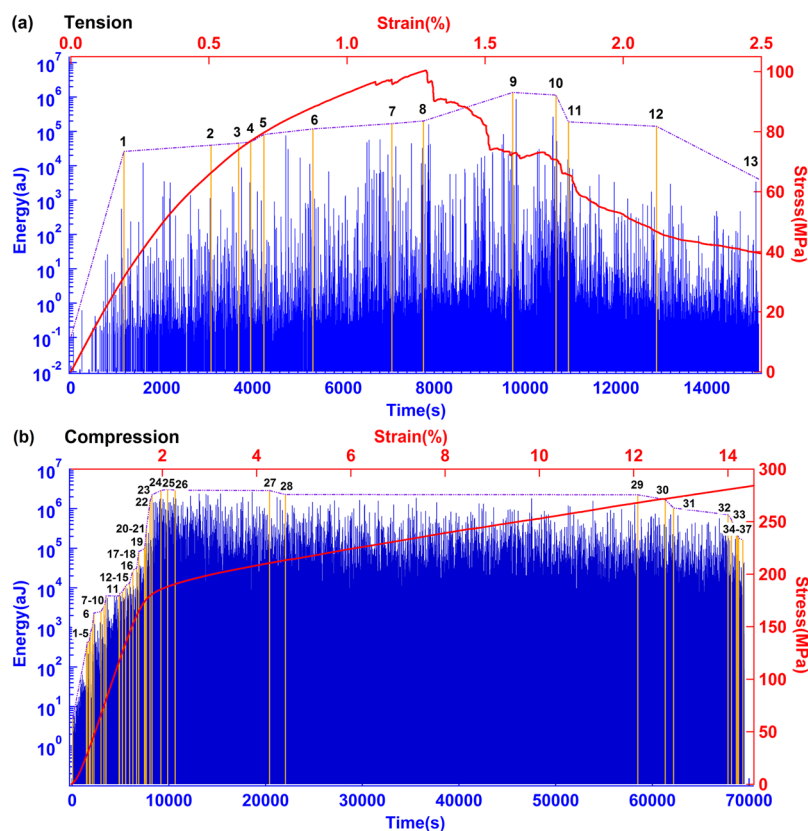 (a) Tension
Strain(%)
0.0 0.5 1.0 1.5 2.0 2.5
10^7
10^6
10^5
10^4
10^3
10^2
10^1
10^0
10^-1
10^-2
Energy(aJ)
1 2 3 4 5 6 7 8 9 10 11 12 13
100
80
60
40
20
0
Stress(MPa)
0 2000 4000 6000 8000 10000 12000 14000
Time(s)
(b) Compression
Strain(%)
2 4 6 8 10 12 14
10^7
10^6
10^5
10^4
10^3
10^2
10^1
10^0
Energy(aJ)
1-5
6
7-10
11
12-15
16
17-18
19
20-21
22
23
24 25 26 27 28 29 30 31 32 33
34-37
300
250
200
150
100
50
0
Stress(MPa)
0 10000 20000 30000 40000 50000 60000 70000
Time(s)